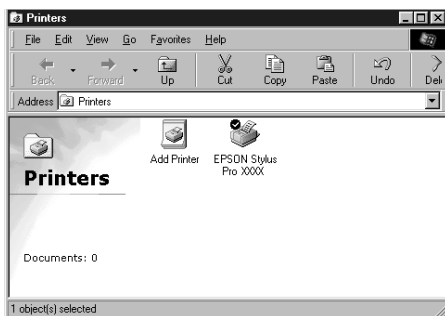 Printers
File Edit View Go Favorites Help
Back Forward Up Cut Copy Paste Undo Del
Address Printers
Add Printer EPSON Stylus
Pro XXXX
Printers
Documents: 0
1 object(s) selected